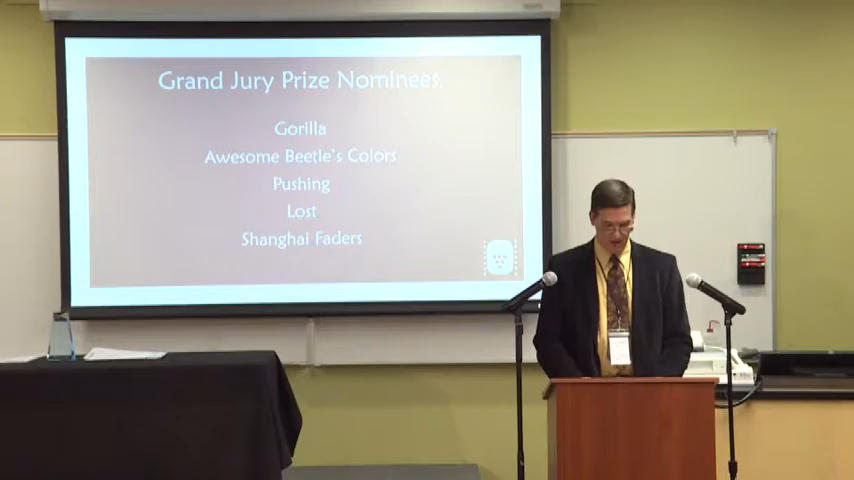 Grand Jury Prize Nominees
Gorilla
Awesome Beetle's Colors
Pushing
Lost
Shanghai Faders